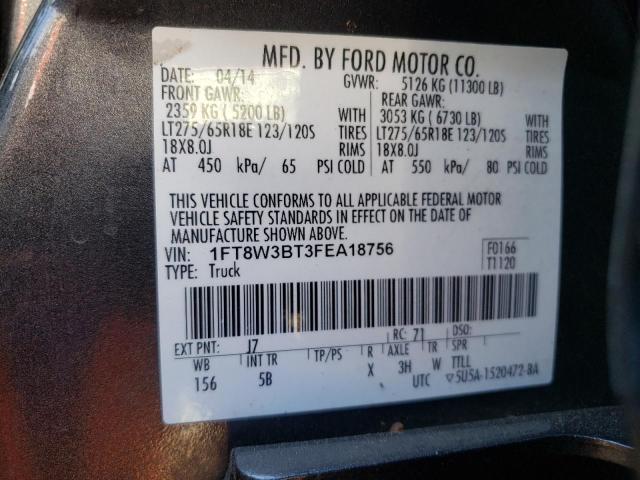 MFD. BY FORD MOTOR CO.
DATE: 04/14 GVWR: 5126 KG (11300 LB)
FRONT GAWR: REAR GAWR:
2359 KG ( 5200 LB) WITH 3053 KG ( 6730 LB) WITH
LT275/65R18E 123/120S TIRES LT275/65R18E 123/120S TIRES
18X8.0J RIMS 18X8.0J RIMS
AT 450 kPa/ 65 PSI COLD AT 550 kPa/ 80 PSI COLD
THIS VEHICLE CONFORMS TO ALL APPLICABLE FEDERAL MOTOR
VEHICLE SAFETY STANDARDS IN EFFECT ON THE DATE OF
MANUFACTURE SHOWN ABOVE.
VIN: 1FT8W3BT3FEA18756 F0166
TYPE: Truck T1120
EXT PNT: J7 RC: 71 DSO:
WB INT TR TP/PS R AXLE TR SPR
156 5B X 3H W TTLL
UTC ▽5U5A-1520472-BA